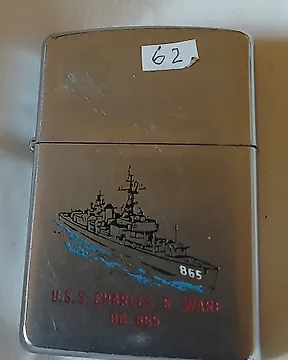 62
865
U.S.S. CHARLES R. WARE
DD-865